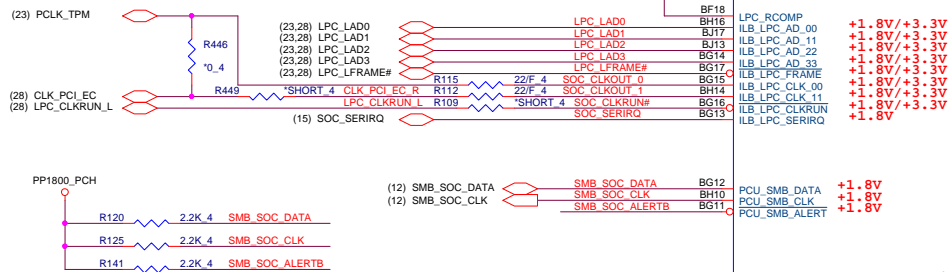 (23) PCLK_TPM
R446
*0_4
(28) CLK_PCI_EC
(28) LPC_CLKRUN_L
R449 *SHORT_4 CLK_PCI_EC_R
LPC_CLKRUN_L
(23,28) LPC_LAD0 LPC_LAD0 BH16
(23,28) LPC_LAD1 LPC_LAD1 BJ17
(23,28) LPC_LAD2 LPC_LAD2 BJ13
(23,28) LPC_LAD3 LPC_LAD3 BG14
(23,28) LPC_LFRAME# LPC_LFRAME# BG17
R115 22/F_4 SOC_CLKOUT_0 BG15
R112 22/F_4 SOC_CLKOUT_1 BH14
R109 *SHORT_4 SOC_CLKRUN# BG16
(15) SOC_SERIRQ SOC_SERIRQ BG13
BF18 LPC_RCOMP
ILB_LPC_AD_00 +1.8V/+3.3V
ILB_LPC_AD_11 +1.8V/+3.3V
ILB_LPC_AD_22 +1.8V/+3.3V
ILB_LPC_AD_33 +1.8V/+3.3V
ILB_LPC_FRAME +1.8V/+3.3V
ILB_LPC_CLK_00 +1.8V/+3.3V
ILB_LPC_CLK_11 +1.8V/+3.3V
ILB_LPC_CLKRUN +1.8V/+3.3V
ILB_LPC_SERIRQ +1.8V
PP1800_PCH
R120 2.2K_4 SMB_SOC_DATA
R125 2.2K_4 SMB_SOC_CLK
R141 2.2K_4 SMB_SOC_ALERTB
(12) SMB_SOC_DATA SMB_SOC_DATA BG12 PCU_SMB_DATA +1.8V
(12) SMB_SOC_CLK SMB_SOC_CLK BH10 PCU_SMB_CLK +1.8V
SMB_SOC_ALERTB BG11 PCU_SMB_ALERT +1.8V